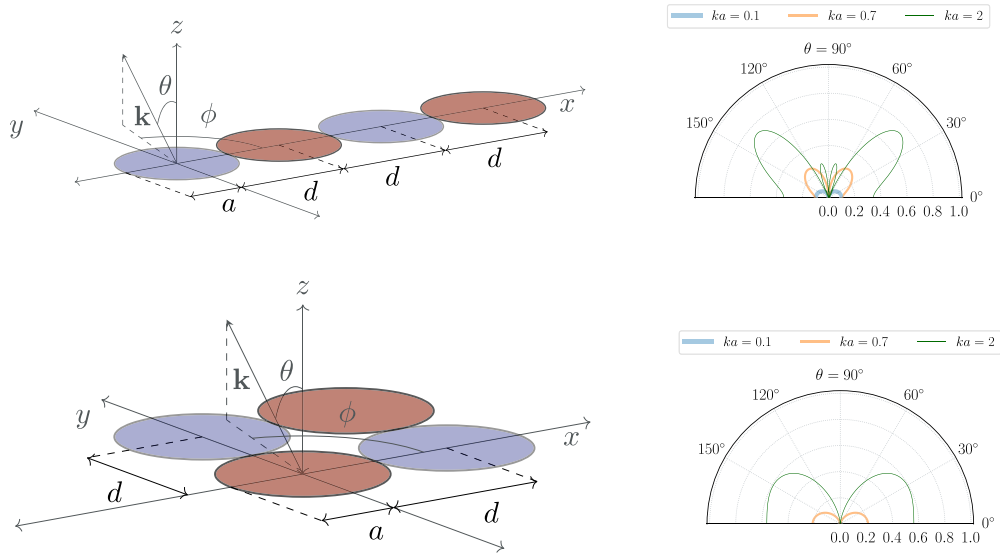 z
θ
k
ϕ
y
x
a
d
d
d
ka = 0.1 ka = 0.7 ka = 2
θ = 90°
120° 60°
150° 30°
0°
0.0 0.2 0.4 0.6 0.8 1.0
z
k
θ
ϕ
y
x
d
a
d
ka = 0.1 ka = 0.7 ka = 2
θ = 90°
120° 60°
150° 30°
0°
0.0 0.2 0.4 0.6 0.8 1.0